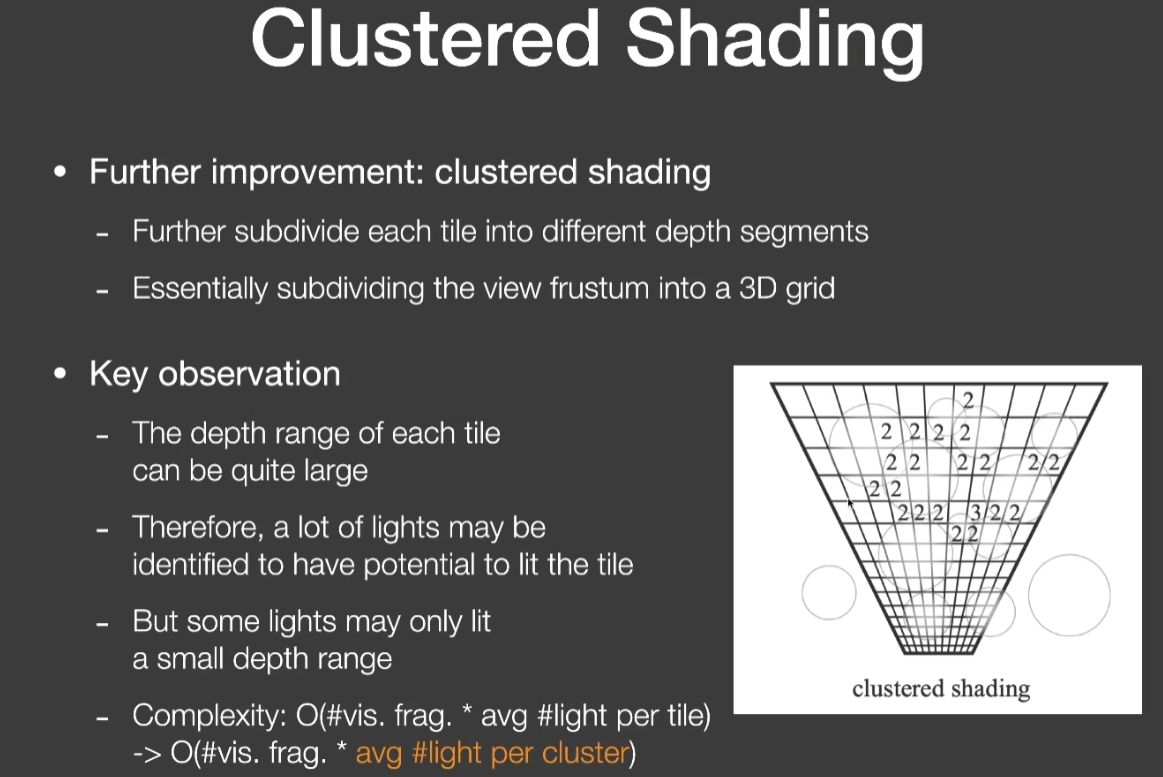 Clustered Shading
• Further improvement: clustered shading
- Further subdivide each tile into different depth segments
- Essentially subdividing the view frustum into a 3D grid
• Key observation
- The depth range of each tile
can be quite large
- Therefore, a lot of lights may be
identified to have potential to lit the tile
- But some lights may only lit
a small depth range
- Complexity: O(#vis. frag. * avg #light per tile)
-> O(#vis. frag. * avg #light per cluster)
2
2 2 2 2
2 2 2 2 2 2
2 2
2 2 2 3 2 2
2 2
clustered shading